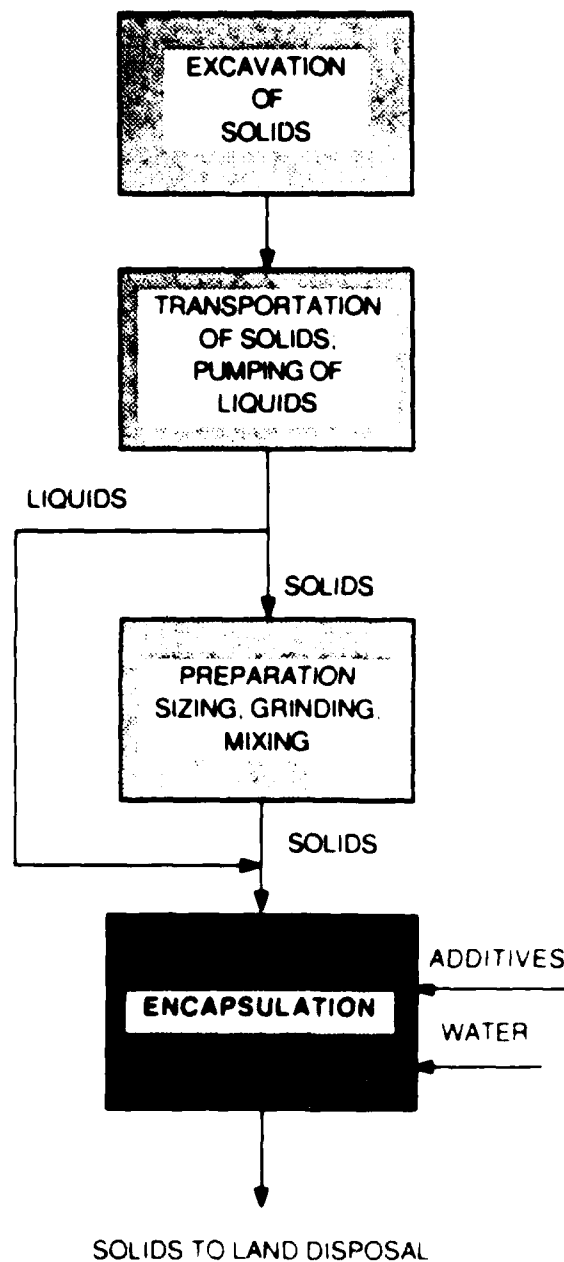 EXCAVATION
OF
SOLIDS
TRANSPORTATION
OF SOLIDS,
PUMPING OF
LIQUIDS
LIQUIDS
SOLIDS
PREPARATION
SIZING, GRINDING,
MIXING
SOLIDS
ADDITIVES
ENCAPSULATION
WATER
SOLIDS TO LAND DISPOSAL